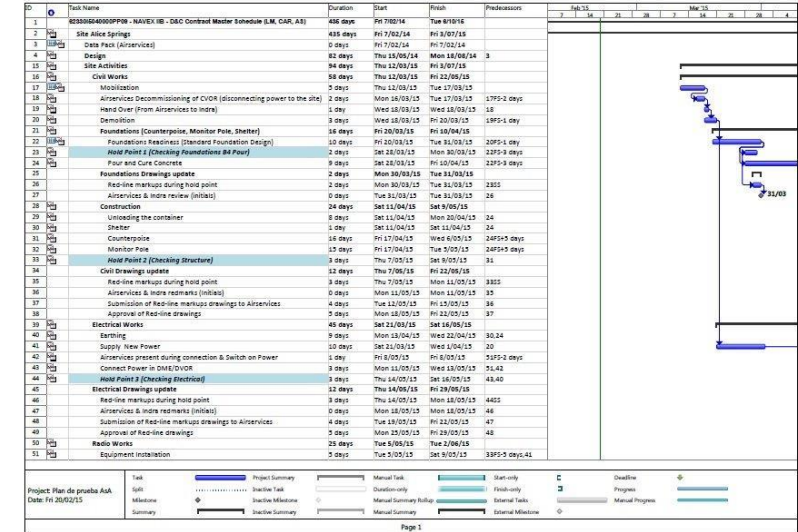 ID Task Name Duration Start Finish Predecessors Feb '15 Mar '15
7 14 21 28 7 14 21 28 4
1 62330I5040000PP09 - NAVEX IIB - D&C Contract Master Schedule (LM, CAR, AS) 436 days Fri 7/02/14 Tue 6/10/15
2 Site Alice Springs 435 days Fri 7/02/14 Fri 3/07/15
3 Data Pack (Airservices) 0 days Fri 7/02/14 Fri 7/02/14
4 Design 82 days Thu 15/05/14 Mon 18/08/14 3
15 Site Activities 94 days Thu 12/03/15 Fri 3/07/15
16 Civil Works 58 days Thu 12/03/15 Fri 22/05/15
17 Mobilization 5 days Thu 12/03/15 Tue 17/03/15
18 Airservices Decommissioning of CVOR (disconnecting power to the site) 2 days Mon 16/03/15 Tue 17/03/15 17FS-2 days
19 Hand Over (From Airservices to Indra) 1 day Wed 18/03/15 Wed 18/03/15 18
20 Demolition 3 days Wed 18/03/15 Fri 20/03/15 19FS-1 day
21 Foundations (Counterpoise, Monitor Pole, Shelter) 16 days Fri 20/03/15 Fri 10/04/15
22 Foundations Readiness (Standard Foundation Design) 10 days Fri 20/03/15 Tue 31/03/15 20FS-1 day
23 Hold Point 1 (Checking Foundations B4 Pour) 2 days Sat 28/03/15 Mon 30/03/15 22FS-3 days
24 Pour and Cure Concrete 9 days Sat 28/03/15 Fri 10/04/15 22FS-3 days
25 Foundations Drawings update 2 days Mon 30/03/15 Tue 31/03/15
26 Red-line markups during hold point 2 days Mon 30/03/15 Tue 31/03/15 23SS
27 Airservices & Indra review (initials) 0 days Tue 31/03/15 Tue 31/03/15 26 31/03
28 Construction 24 days Sat 11/04/15 Sat 9/05/15
29 Unloading the container 8 days Sat 11/04/15 Mon 20/04/15 24
30 Shelter 1 day Sat 11/04/15 Sat 11/04/15 24
31 Counterpoise 16 days Fri 17/04/15 Wed 6/05/15 24FS+5 days
32 Monitor Pole 15 days Fri 17/04/15 Tue 5/05/15 24FS+5 days
33 Hold Point 2 (Checking Structure) 3 days Thu 7/05/15 Sat 9/05/15 31
34 Civil Drawings update 12 days Thu 7/05/15 Fri 22/05/15
35 Red-line markups during hold point 3 days Thu 7/05/15 Mon 11/05/15 33SS
36 Airservices & Indra redmarks (initials) 0 days Mon 11/05/15 Mon 11/05/15 35
37 Submission of Red-line markups drawings to Airservices 4 days Tue 12/05/15 Fri 15/05/15 36
38 Approval of Red-line drawings 5 days Mon 18/05/15 Fri 22/05/15 37
39 Electrical Works 45 days Sat 21/03/15 Sat 16/05/15
40 Earthing 9 days Mon 13/04/15 Wed 22/04/15 30,24
41 Supply New Power 10 days Sat 21/03/15 Wed 1/04/15 20
42 Airservices present during connection & Switch on Power 1 day Fri 8/05/15 Fri 8/05/15 51FS-2 days
43 Connect Power in DME/DVOR 3 days Mon 11/05/15 Wed 13/05/15 51,42
44 Hold Point 3 (Checking Electrical) 3 days Thu 14/05/15 Sat 16/05/15 43,40
45 Electrical Drawings update 12 days Thu 14/05/15 Fri 29/05/15
46 Red-line markups during hold point 3 days Thu 14/05/15 Mon 18/05/15 44SS
47 Airservices & Indra redmarks (initials) 0 days Mon 18/05/15 Mon 18/05/15 46
48 Submission of Red-line markups drawings to Airservices 4 days Tue 19/05/15 Fri 22/05/15 47
49 Approval of Red-line drawings 5 days Mon 25/05/15 Fri 29/05/15 48
50 Radio Works 25 days Tue 5/05/15 Tue 2/06/15
51 Equipment Installation 5 days Tue 5/05/15 Sat 9/05/15 33FS-5 days,41
Project: Plan de prueba AsA
Date: Fri 20/02/15
Task Project Summary Manual Task Start-only Deadline
Split Inactive Task Duration-only Finish-only Progress
Milestone Inactive Milestone Manual Summary Rollup External Tasks Manual Progress
Summary Inactive Summary Manual Summary External Milestone
Page 1